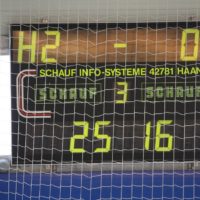 H2 - 0
SCHAUF INFO-SYSTEME 42781 HAAN
SCHAUF 3 SCHAUF
25 16